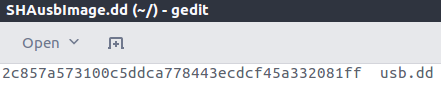 SHAusbImage.dd (~/) - gedit
Open
2c857a573100c5ddca778443ecdcf45a332081ff  usb.dd